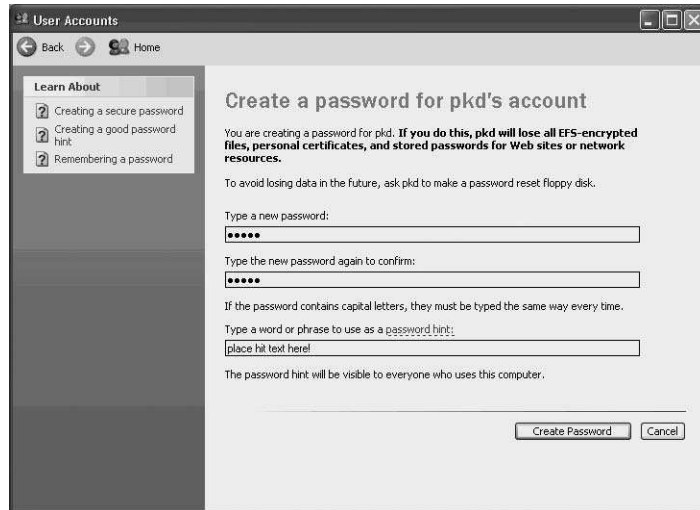 User Accounts
Back Home
Learn About
Creating a secure password
Creating a good password
hint
Remembering a password
Create a password for pkd's account
You are creating a password for pkd. If you do this, pkd will lose all EFS-encrypted
files, personal certificates, and stored passwords for Web sites or network
resources.
To avoid losing data in the future, ask pkd to make a password reset floppy disk.
Type a new password:
●●●●●
Type the new password again to confirm:
●●●●●
If the password contains capital letters, they must be typed the same way every time.
Type a word or phrase to use as a password hint:
place hit text here!
The password hint will be visible to everyone who uses this computer.
Create Password Cancel